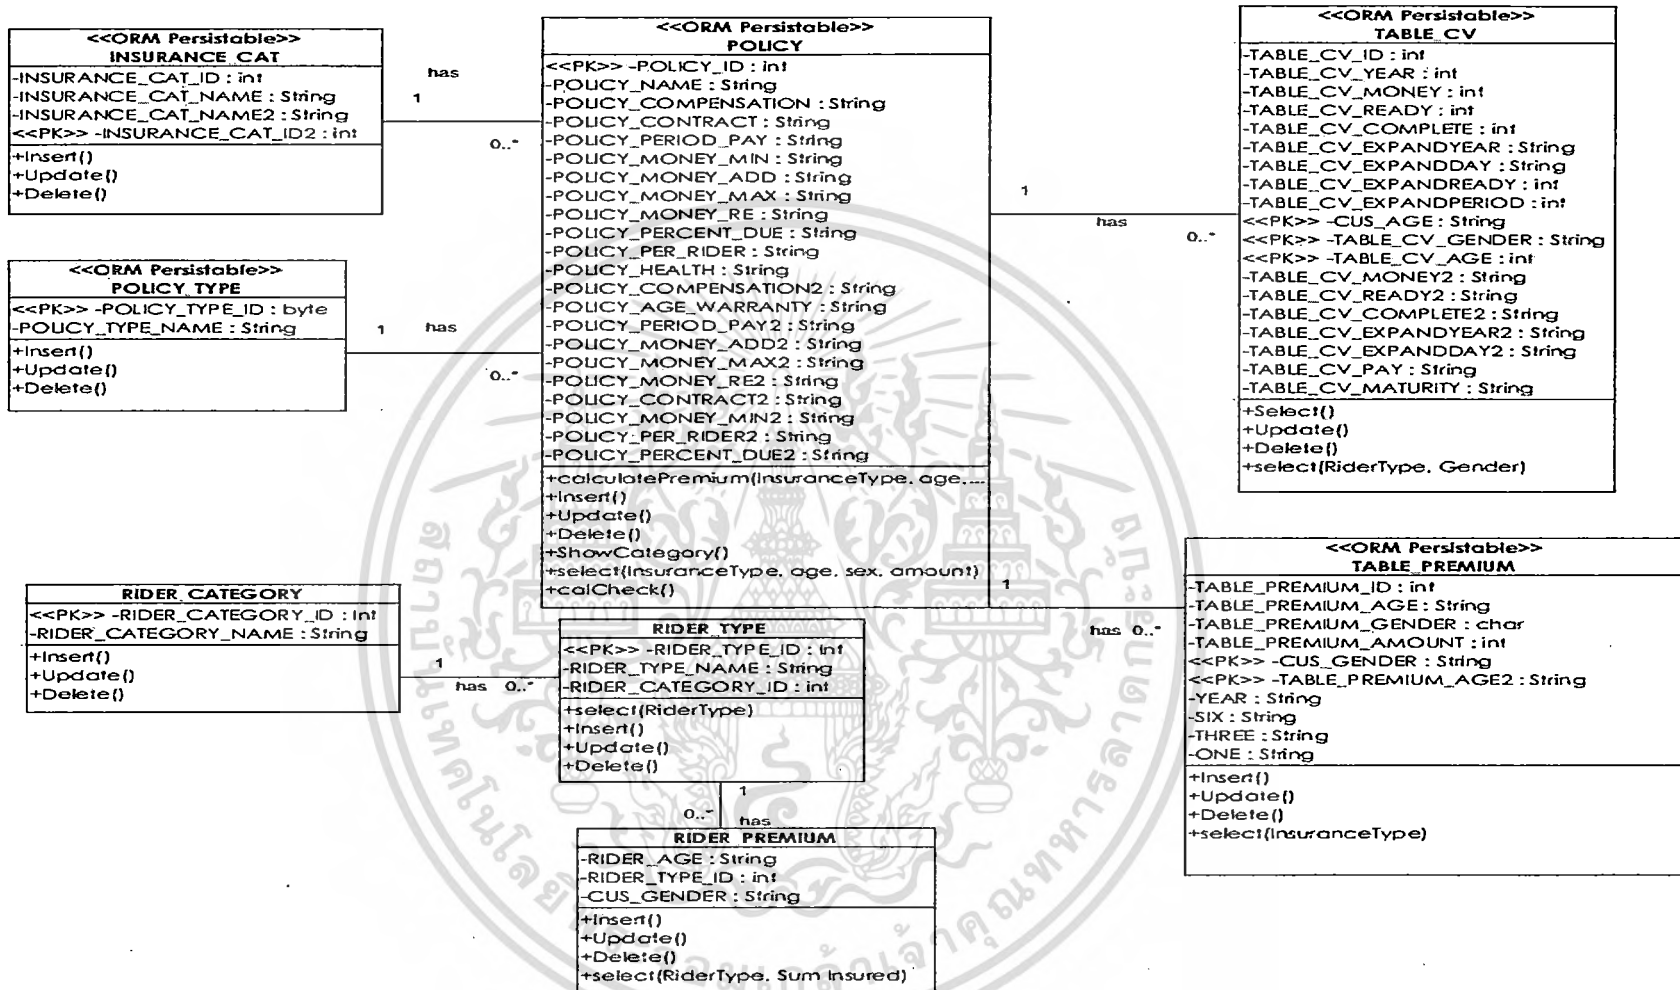 <<ORM Persistable>>
INSURANCE_CAT
-INSURANCE_CAT_ID : int
-INSURANCE_CAT_NAME : String
-INSURANCE_CAT_NAME2 : String
<<PK>> -INSURANCE_CAT_ID2 : int
+Insert()
+Update()
+Delete()
has
1
0..*
<<ORM Persistable>>
POLICY_TYPE
<<PK>> -POLICY_TYPE_ID : byte
-POLICY_TYPE_NAME : String
+Insert()
+Update()
+Delete()
1 has
0..*
<<ORM Persistable>>
POLICY
<<PK>> -POLICY_ID : int
-POLICY_NAME : String
-POLICY_COMPENSATION : String
-POLICY_CONTRACT : String
-POLICY_PERIOD_PAY : String
-POLICY_MONEY_MIN : String
-POLICY_MONEY_ADD : String
-POLICY_MONEY_MAX : String
-POLICY_MONEY_RE : String
-POLICY_PERCENT_DUE : String
-POLICY_PER_RIDER : String
-POLICY_HEALTH : String
-POLICY_COMPENSATION2 : String
-POLICY_AGE_WARRANTY : String
-POLICY_PERIOD_PAY2 : String
-POLICY_MONEY_ADD2 : String
-POLICY_MONEY_MAX2 : String
-POLICY_MONEY_RE2 : String
-POLICY_CONTRACT2 : String
-POLICY_MONEY_MIN2 : String
-POLICY_PER_RIDER2 : String
-POLICY_PERCENT_DUE2 : String
+calculatePremium(InsuranceType, age,...
+Insert()
+Update()
+Delete()
+ShowCategory()
+select(InsuranceType, age, sex, amount)
+calCheck()
1
has
0..*
<<ORM Persistable>>
TABLE_CV
-TABLE_CV_ID : int
-TABLE_CV_YEAR : int
-TABLE_CV_MONEY : int
-TABLE_CV_READY : int
-TABLE_CV_COMPLETE : int
-TABLE_CV_EXPANDYEAR : String
-TABLE_CV_EXPANDDAY : String
-TABLE_CV_EXPANDREADY : int
-TABLE_CV_EXPANDPERIOD : int
<<PK>> -CUS_AGE : String
<<PK>> -TABLE_CV_GENDER : String
<<PK>> -TABLE_CV_AGE : int
-TABLE_CV_MONEY2 : String
-TABLE_CV_READY2 : String
-TABLE_CV_COMPLETE2 : String
-TABLE_CV_EXPANDYEAR2 : String
-TABLE_CV_EXPANDDAY2 : String
-TABLE_CV_PAY : String
-TABLE_CV_MATURITY : String
+Select()
+Update()
+Delete()
+select(RiderType, Gender)
1
has 0..*
<<ORM Persistable>>
TABLE_PREMIUM
-TABLE_PREMIUM_ID : int
-TABLE_PREMIUM_AGE : String
-TABLE_PREMIUM_GENDER : char
-TABLE_PREMIUM_AMOUNT : int
<<PK>> -CUS_GENDER : String
<<PK>> -TABLE_PREMIUM_AGE2 : String
-YEAR : String
-SIX : String
-THREE : String
-ONE : String
+Insert()
+Update()
+Delete()
+select(InsuranceType)
RIDER_CATEGORY
<<PK>> -RIDER_CATEGORY_ID : Int
-RIDER_CATEGORY_NAME : String
+Insert()
+Update()
+Delete()
1
has 0..*
RIDER_TYPE
<<PK>> -RIDER_TYPE_ID : Int
-RIDER_TYPE_NAME : String
-RIDER_CATEGORY_ID : int
+select(RiderType)
+Insert()
+Update()
+Delete()
1
0..* has
RIDER_PREMIUM
-RIDER_AGE : String
-RIDER_TYPE_ID : int
-CUS_GENDER : String
+Insert()
+Update()
+Delete()
+select(RiderType, Sum Insured)